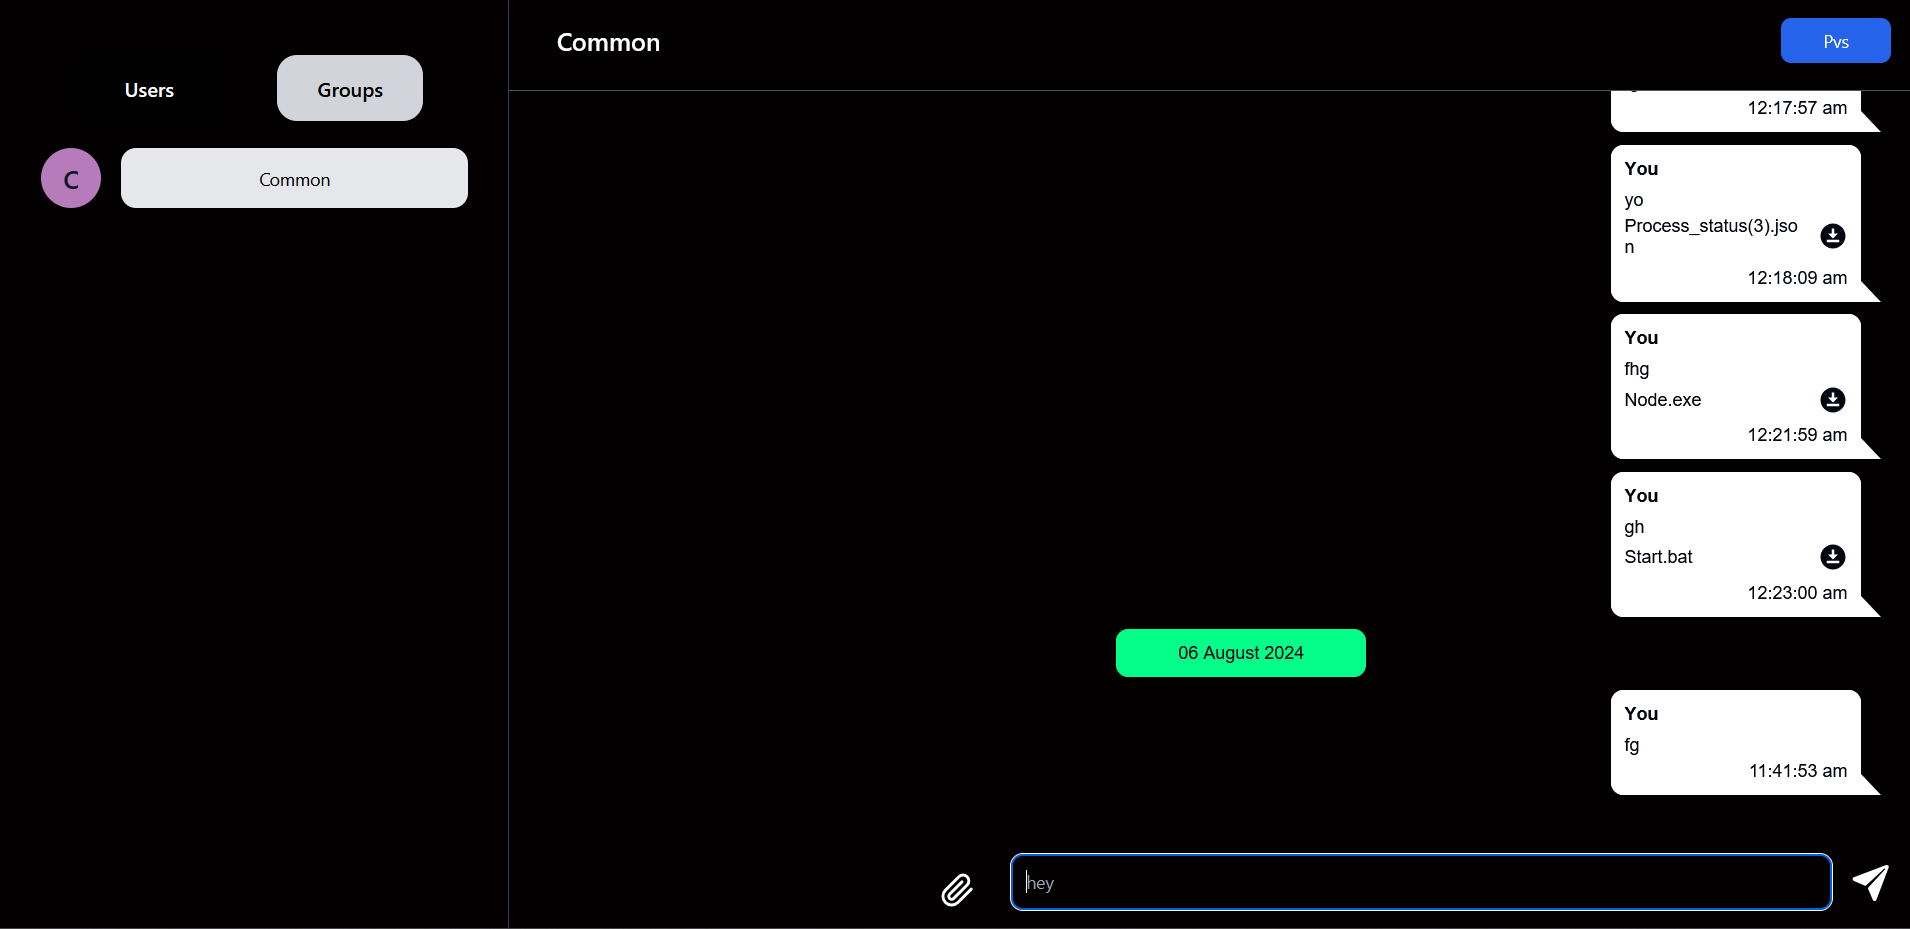 Users
Groups
C
Common
Common
Pvs
12:17:57 am
You
yo
Process_status(3).jso
n
12:18:09 am
You
fhg
Node.exe
12:21:59 am
You
gh
Start.bat
12:23:00 am
06 August 2024
You
fg
11:41:53 am
hey